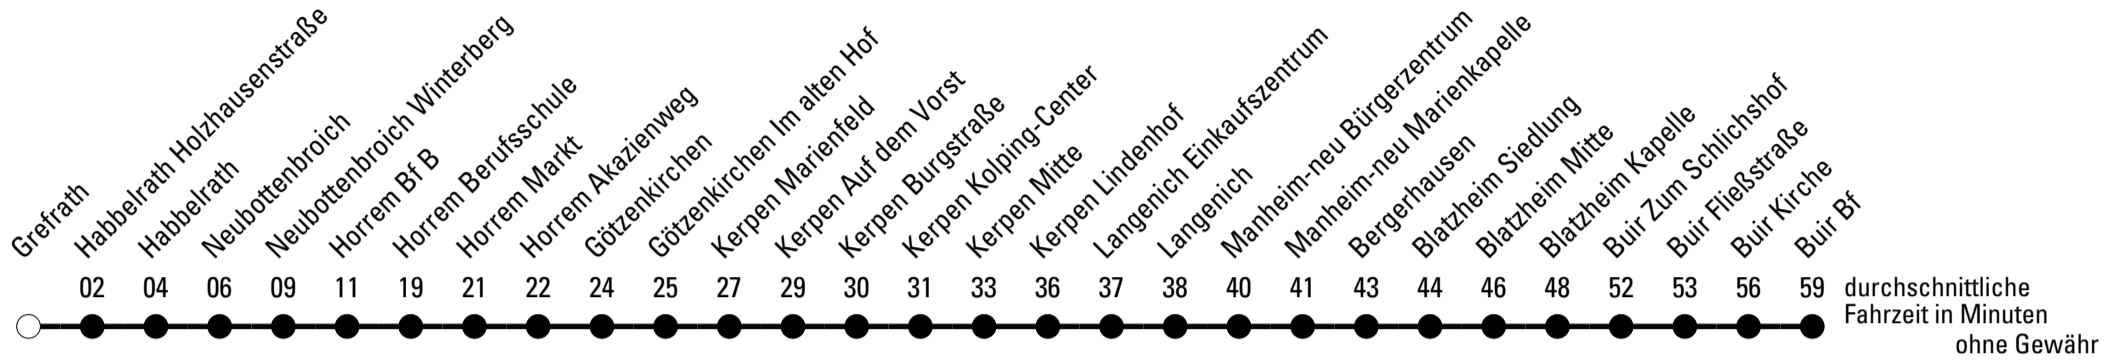 Grefrath
Habbelrath Holzhausenstraße
Habbelrath
Neubottenbroich
Neubottenbroich Winterberg
Horrem Bf B
Horrem Berufsschule
Horrem Markt
Horrem Akazienweg
Götzenkirchen
Götzenkirchen Im alten Hof
Kerpen Marienfeld
Kerpen Auf dem Vorst
Kerpen Burgstraße
Kerpen Kolping-Center
Kerpen Mitte
Kerpen Lindenhof
Langenich Einkaufszentrum
Langenich
Manheim-neu Bürgerzentrum
Manheim-neu Marienkapelle
Bergerhausen
Blatzheim Siedlung
Blatzheim Mitte
Blatzheim Kapelle
Buir Zum Schlichshof
Buir Fließstraße
Buir Kirche
Buir Bf
02 04 06 09 11 19 21 22 24 25 27 29 30 31 33 36 37 38 40 41 43 44 46 48 52 53 56 59 durchschnittliche
Fahrzeit in Minuten
ohne Gewähr